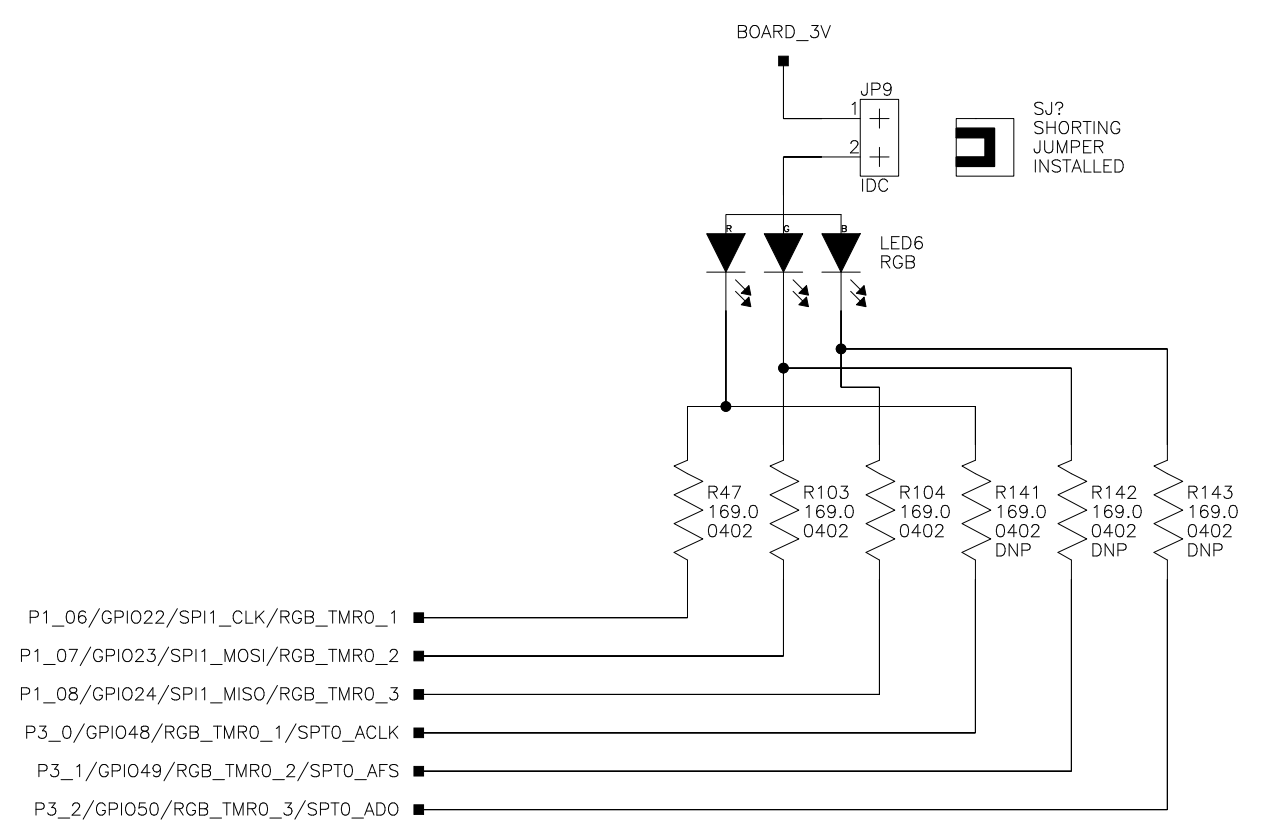 BOARD_3V
JP9
1
2
IDC
SJ?
SHORTING
JUMPER
INSTALLED
R
G
B
LED6
RGB
R47
169.0
0402
R103
169.0
0402
R104
169.0
0402
R141
169.0
0402
DNP
R142
169.0
0402
DNP
R143
169.0
0402
DNP
P1_06/GPIO22/SPI1_CLK/RGB_TMR0_1
P1_07/GPIO23/SPI1_MOSI/RGB_TMR0_2
P1_08/GPIO24/SPI1_MISO/RGB_TMR0_3
P3_0/GPIO48/RGB_TMR0_1/SPT0_ACLK
P3_1/GPIO49/RGB_TMR0_2/SPT0_AFS
P3_2/GPIO50/RGB_TMR0_3/SPT0_AD0